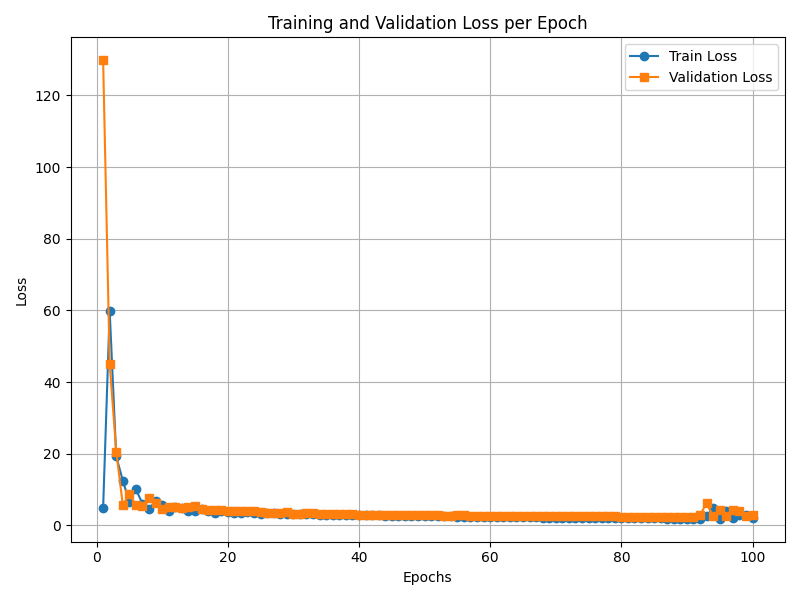 Training and Validation Loss per Epoch
Train Loss
Validation Loss
120
100
80
60
40
20
0
Loss
0 20 40 60 80 100
Epochs